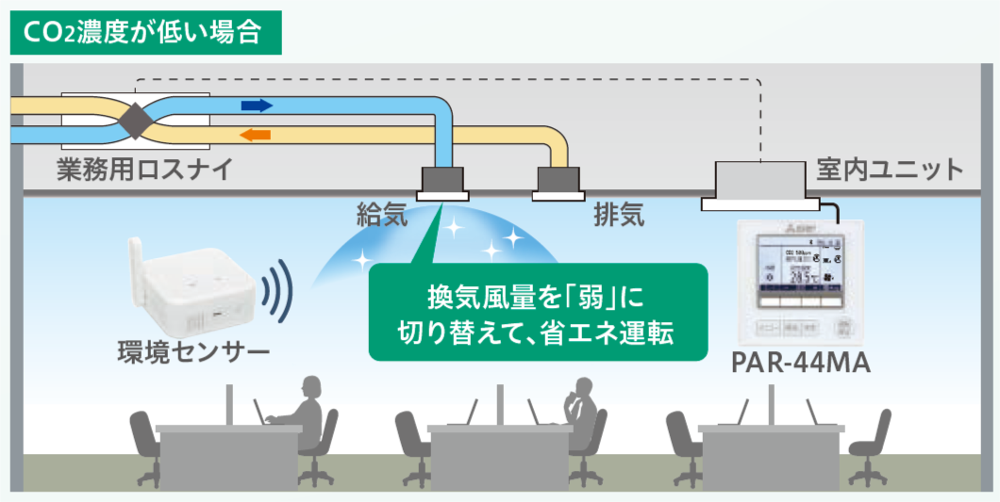 CO2濃度が低い場合
業務用ロスナイ
給気
排気
室内ユニット
換気風量を「弱」に
切り替えて、省エネ運転
環境センサー
PAR-44MA